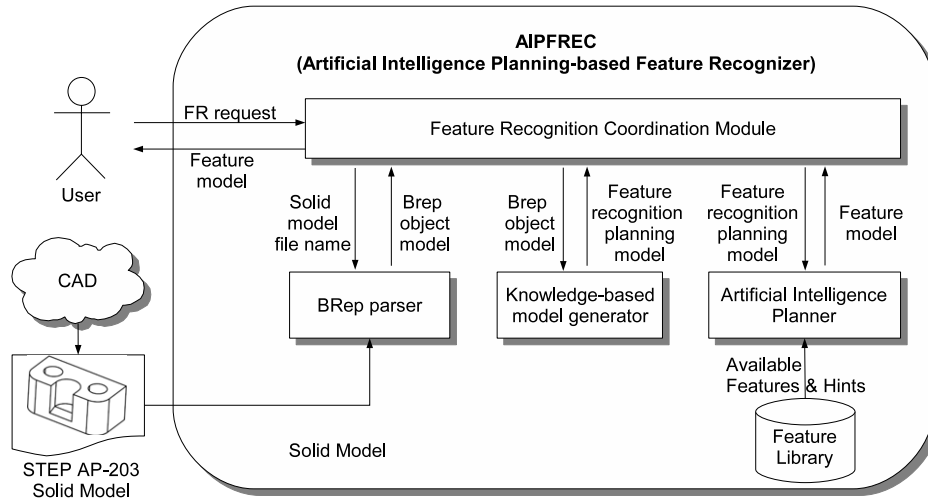 AIPFREC
(Artificial Intelligence Planning-based Feature Recognizer)
FR request
Feature Recognition Coordination Module
Feature
model
User
Solid
model
file name
Brep
object
model
Brep
object
model
Feature
recognition
planning
model
Feature
recognition
planning
model
Feature
model
CAD
BRep parser
Knowledge-based
model generator
Artificial Intelligence
Planner
Available
Features & Hints
Solid Model
Feature
Library
STEP AP-203
Solid Model